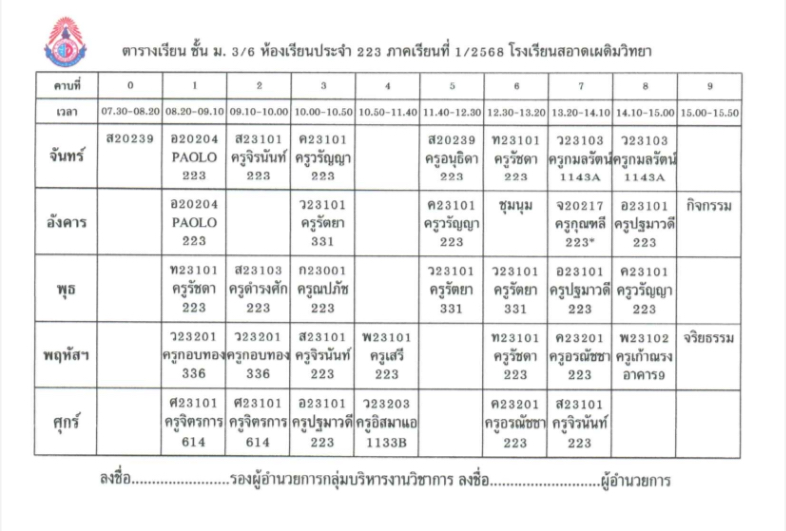 ตารางเรียน ชั้น ม. 3/6 ห้องเรียนประจำ 223 ภาคเรียนที่ 1/2568 โรงเรียนสอาดเผดิมวิทยา
คาบที่ 0 1 2 3 4 5 6 7 8 9
เวลา 07.30-08.20 08.20-09.10 09.10-10.00 10.00-10.50 10.50-11.40 11.40-12.30 12.30-13.20 13.20-14.10 14.10-15.00 15.00-15.50
ส20239 อ20204 ส23101 ค23101 ส20239 ท23101 ว23103 ว23103
จันทร์ PAOLO ครูจิรนันท์ ครูวรัญญา ครูอนุธิดา ครูรัชดา ครูกมลรัตน์ ครูกมลรัตน์
223 223 223 223 223 1143A 1143A
อ20204 ว23101 ค23101 ชุมนุม จ20217 อ23101 กิจกรรม
อังคาร PAOLO ครูรัตยา ครูวรัญญา ครูกุณฑลี ครูปฐมาวดี
223 331 223 223* 223
ท23101 ส23103 ก23001 ว23101 ว23101 อ23101 ค23101
พุธ ครูรัชดา ครูดำรงศัก ครูณปภัช ครูรัตยา ครูรัตยา ครูปฐมาวดี ครูวรัญญา
223 223 223 331 331 223 223
ว23201 ว23201 ส23101 พ23101 ท23101 ค23201 พ23102 จริยธรรม
พฤหัสฯ ครูกอบทอง ครูกอบทอง ครูจิรนันท์ ครูเสรี ครูรัชดา ครูอรณัชชา ครูเก้าณรง
336 336 223 223 223 223 อาคาร9
ศ23101 ศ23101 อ23101 ว23203 ค23201 ส23101
ศุกร์ ครูจิตรการ ครูจิตรการ ครูปฐมาวดี ครูอิสมาแอ ครูอรณัชชา ครูจิรนันท์
614 614 223 1133B 223 223
ลงชื่อ........................รองผู้อำนวยการกลุ่มบริหารงานวิชาการ ลงชื่อ...........................ผู้อำนวยการ